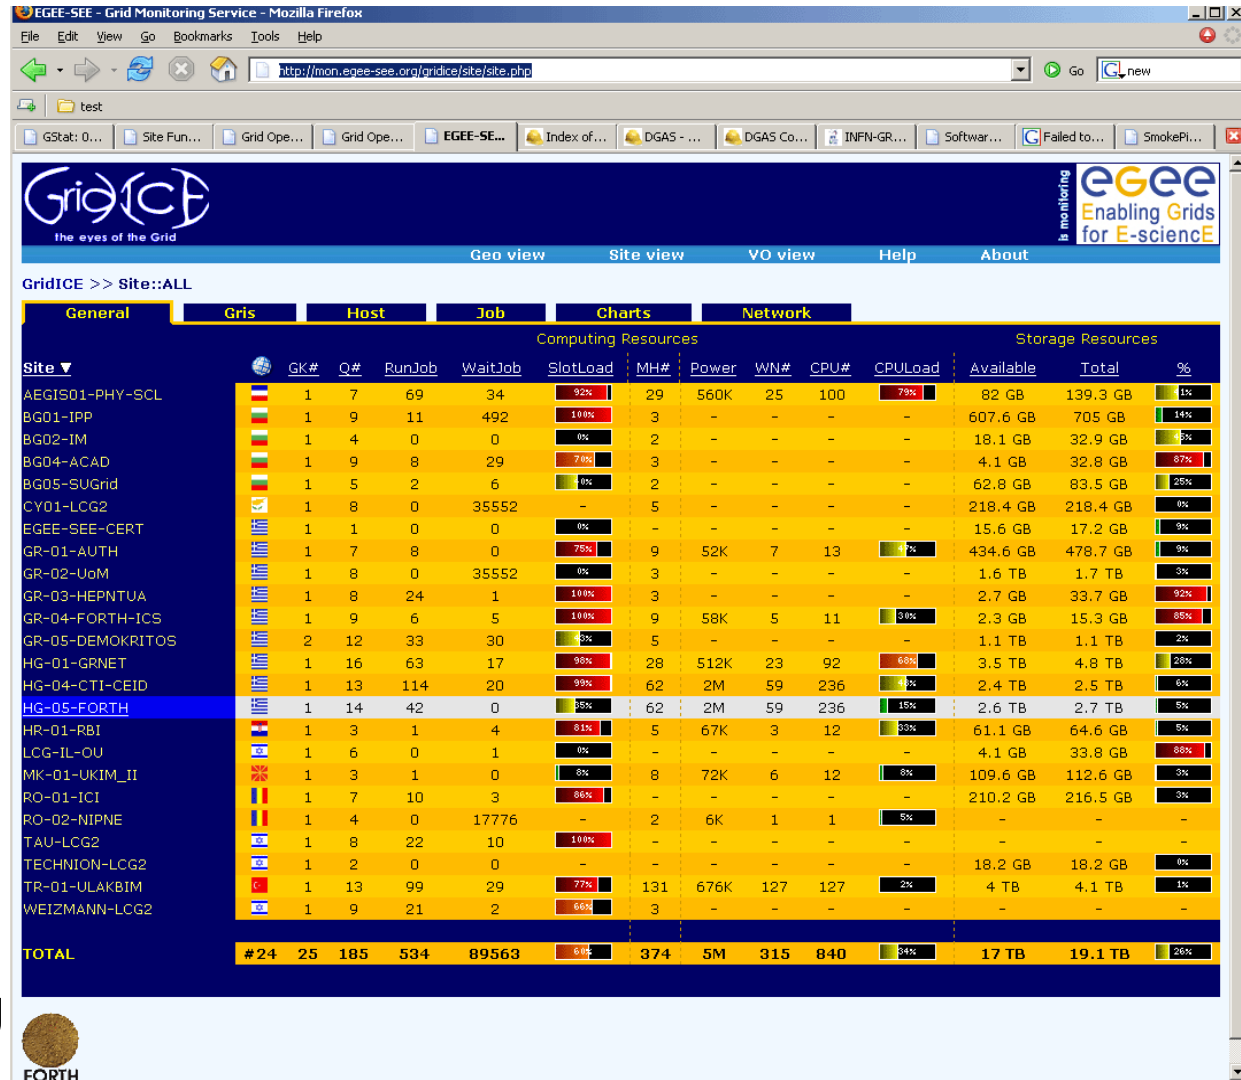 EGEE-SEE - Grid Monitoring Service - Mozilla Firefox
File Edit View Go Bookmarks Tools Help
http://mon.egee-see.org/gridice/site/site.php Go G new
test
GStat: 0... Site Fun... Grid Ope... Grid Ope... EGEE-SE... Index of... DGAS - ... DGAS Co... INFN-GR... Softwar... Failed to... SmokePi...
GridICE
the eyes of the Grid
is monitoring
egee
Enabling Grids
for E-sciencE
Geo view Site view VO view Help About
GridICE >> Site::ALL
General Gris Host Job Charts Network
Computing Resources Storage Resources
Site ▼ GK# Q# RunJob WaitJob SlotLoad MH# Power WN# CPU# CPULoad Available Total %
AEGIS01-PHY-SCL 1 7 69 34 92% 29 560K 25 100 79% 82 GB 139.3 GB 1%
BG01-IPP 1 9 11 492 100% 3 - - - - 607.6 GB 705 GB 14%
BG02-IM 1 4 0 0 0% 2 - - - - 18.1 GB 32.9 GB 5%
BG04-ACAD 1 9 8 29 70% 3 - - - - 4.1 GB 32.8 GB 87%
BG05-SUGrid 1 5 2 6 0% 2 - - - - 62.8 GB 83.5 GB 25%
CY01-LCG2 1 8 0 35552 - 5 - - - - 218.4 GB 218.4 GB 0%
EGEE-SEE-CERT 1 1 0 0 0% - - - - - 15.6 GB 17.2 GB 9%
GR-01-AUTH 1 7 8 0 75% 9 52K 7 13 47% 434.6 GB 478.7 GB 9%
GR-02-UoM 1 8 0 35552 0% 3 - - - - 1.6 TB 1.7 TB 3%
GR-03-HEPNTUA 1 8 24 1 100% 3 - - - - 2.7 GB 33.7 GB 92%
GR-04-FORTH-ICS 1 9 6 5 100% 9 58K 5 11 30% 2.3 GB 15.3 GB 85%
GR-05-DEMOKRITOS 2 12 33 30 43% 5 - - - - 1.1 TB 1.1 TB 2%
HG-01-GRNET 1 16 63 17 98% 28 512K 23 92 68% 3.5 TB 4.8 TB 28%
HG-04-CTI-CEID 1 13 114 20 99% 62 2M 59 236 48% 2.4 TB 2.5 TB 6%
HG-05-FORTH 1 14 42 0 35% 62 2M 59 236 15% 2.6 TB 2.7 TB 5%
HR-01-RBI 1 3 1 4 81% 5 67K 3 12 33% 61.1 GB 64.6 GB 5%
LCG-IL-OU 1 6 0 1 0% - - - - - 4.1 GB 33.8 GB 88%
MK-01-UKIM_II 1 3 1 0 8% 8 72K 6 12 8% 109.6 GB 112.6 GB 3%
RO-01-ICI 1 7 10 3 86% - - - - - 210.2 GB 216.5 GB 3%
RO-02-NIPNE 1 4 0 17776 - 2 6K 1 1 5% - - -
TAU-LCG2 1 8 22 10 100% - - - - - - - -
TECHNION-LCG2 1 2 0 0 - - - - - - 18.2 GB 18.2 GB 0%
TR-01-ULAKBIM 1 13 99 29 77% 131 676K 127 127 2% 4 TB 4.1 TB 1%
WEIZMANN-LCG2 1 9 21 2 66% 3 - - - - - - -
TOTAL #24 25 185 534 89563 60% 374 5M 315 840 34% 17 TB 19.1 TB 26%
FORTH